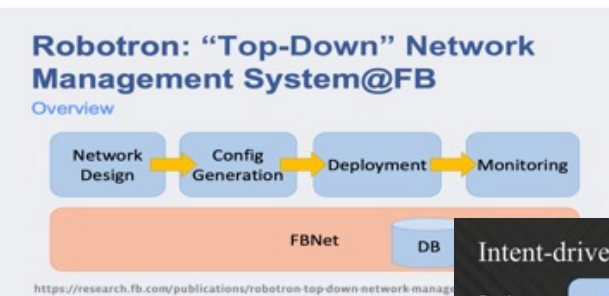 Robotron: “Top-Down” Network
Management System@FB
Overview
Network
Design
Config
Generation
Deployment
Monitoring
FBNet
DB
https://research.fb.com/publications/robotron-top-down-network-manage
Intent-drive